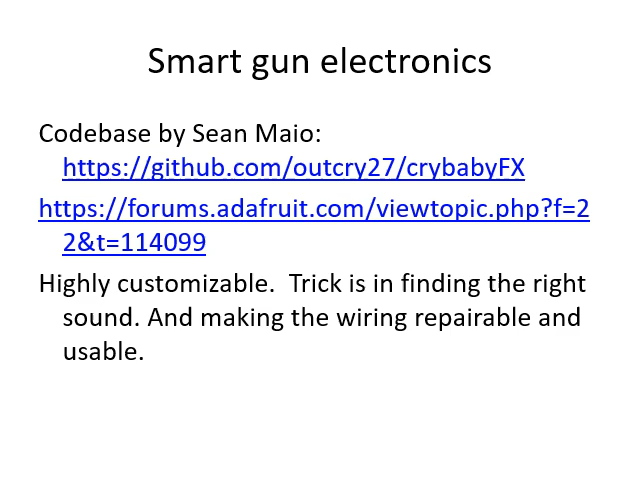 Smart gun electronics
Codebase by Sean Maio:
https://github.com/outcry27/crybabyFX
https://forums.adafruit.com/viewtopic.php?f=2
2&t=114099
Highly customizable.  Trick is in finding the right
sound. And making the wiring repairable and
usable.